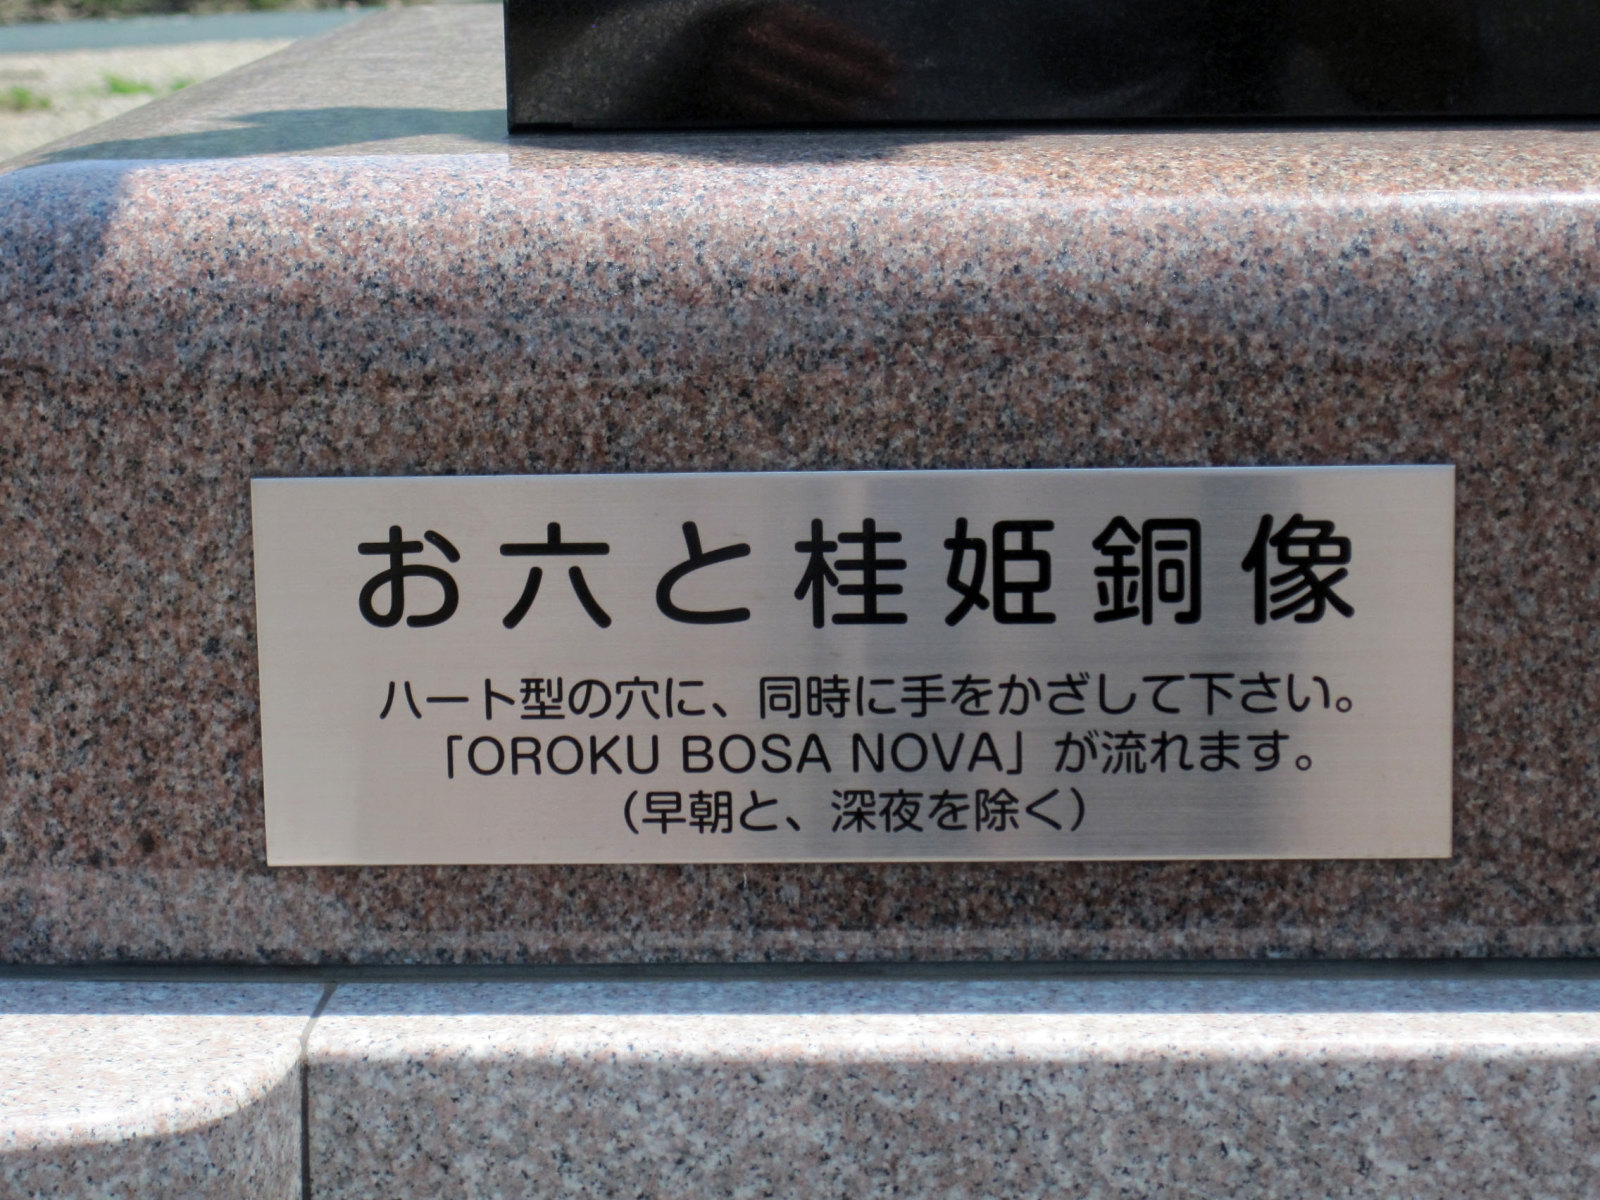 お六と桂姫銅像
ハート型の穴に、同時に手をかざして下さい。
「OROKU BOSA NOVA」が流れます。
（早朝と、深夜を除く）